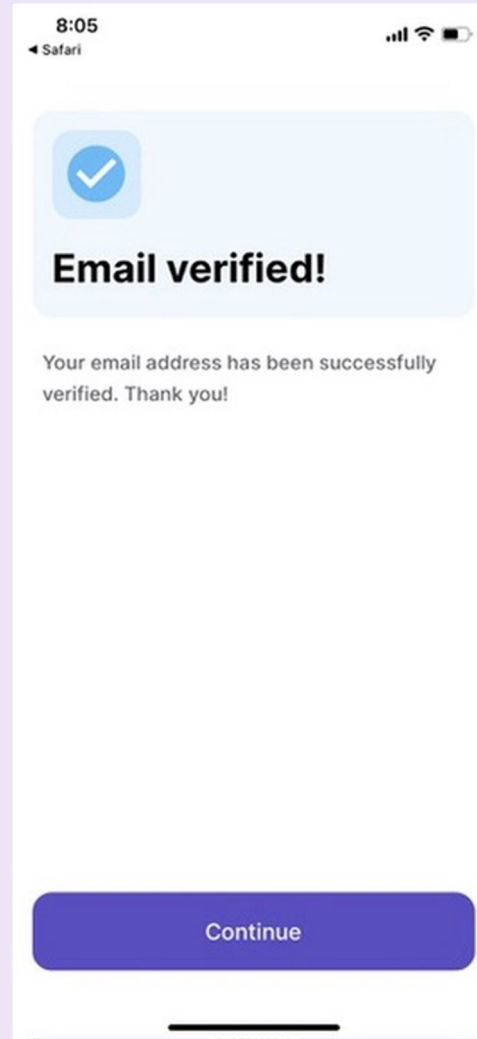 8:05
◀ Safari
Email verified!
Your email address has been successfully
verified. Thank you!
Continue